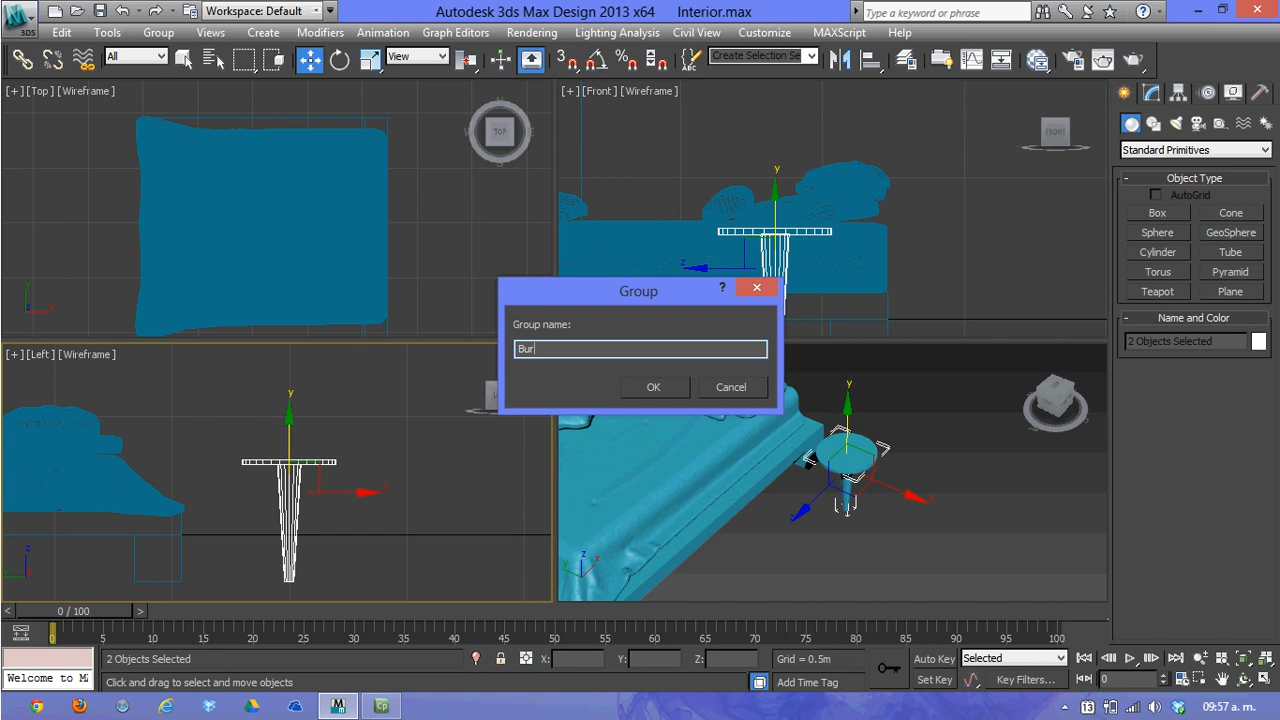 Workspace: Default
Autodesk 3ds Max Design 2013 x64 Interior.max
Type a keyword or phrase
3DS
Edit Tools Group Views Create Modifiers Animation Graph Editors Rendering Lighting Analysis Civil View Customize MAXScript Help
All
View
3
Create Selection Se
[+] [Top] [Wireframe]
TOP
[+] [Front] [Wireframe]
FRONT
y
z
Standard Primitives
- Object Type
AutoGrid
Box Cone
Sphere GeoSphere
Cylinder Tube
Torus Pyramid
Teapot Plane
- Name and Color
2 Objects Selected
Group
? ×
Group name:
Bur
OK Cancel
[+] [Left] [Wireframe]
y
x
z
y
x
z
z
x
0 / 100
0 5 10 15 20 25 30 35 40 45 50 55 60 65 70 75 80 85 90 95 100
2 Objects Selected
X: Y: Z:
Grid = 0.5m
Auto Key Selected
Welcome to M
Click and drag to select and move objects
Add Time Tag
Set Key Key Filters...
0
13
09:57 a. m.